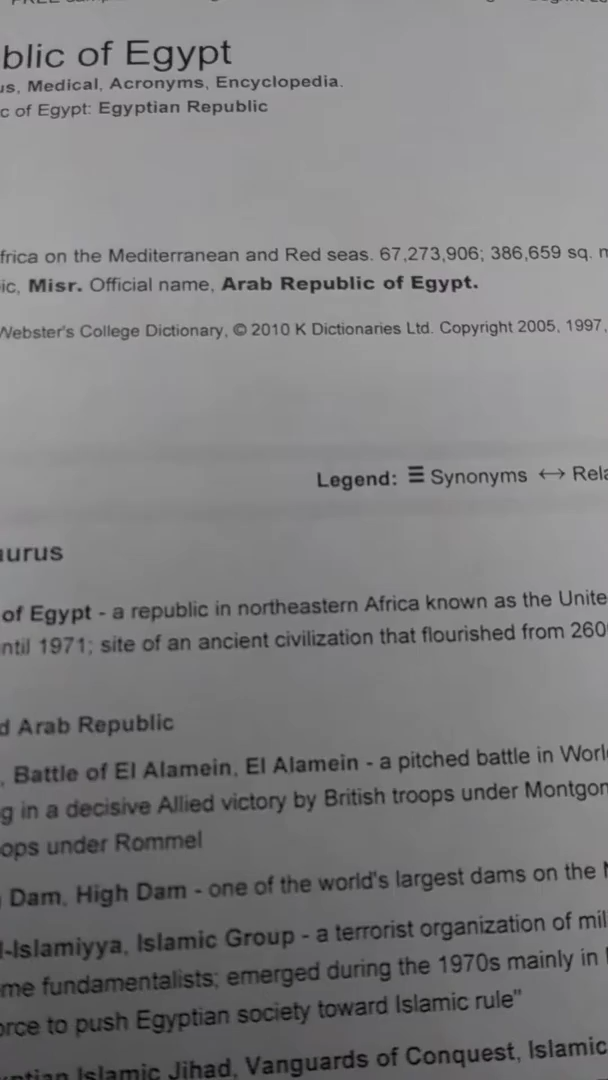 blic of Egypt
us, Medical, Acronyms, Encyclopedia.
c of Egypt: Egyptian Republic
frica on the Mediterranean and Red seas. 67,273,906; 386,659 sq. m
ic, Misr. Official name, Arab Republic of Egypt.
Webster's College Dictionary, © 2010 K Dictionaries Ltd. Copyright 2005, 1997,
Legend: ☰ Synonyms ↔ Rela
aurus
of Egypt - a republic in northeastern Africa known as the Unite
ntil 1971; site of an ancient civilization that flourished from 260
d Arab Republic
, Battle of El Alamein, El Alamein - a pitched battle in Worl
g in a decisive Allied victory by British troops under Montgom
ops under Rommel
Dam, High Dam - one of the world's largest dams on the N
l-Islamiyya, Islamic Group - a terrorist organization of mil
me fundamentalists; emerged during the 1970s mainly in
orce to push Egyptian society toward Islamic rule"
ptian Islamic Jihad, Vanguards of Conquest, Islamic